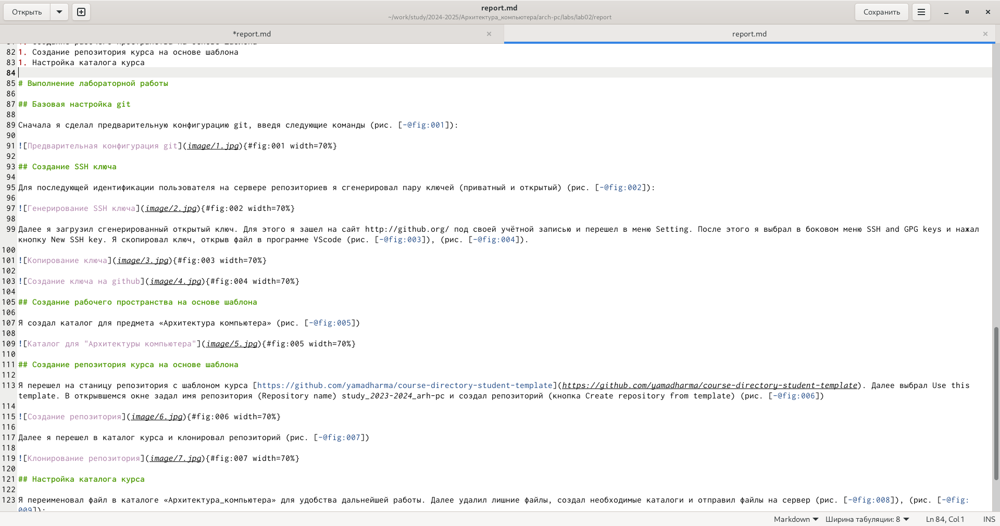 Открыть
report.md
~/work/study/2024-2025/Архитектура_компьютера/arch-pc/labs/lab02/report
Сохранить
*report.md
report.md
82 1. Создание репозитория курса на основе шаблона
83 1. Настройка каталога курса
84
85 # Выполнение лабораторной работы
86
87 ## Базовая настройка git
88
89 Сначала я сделал предварительную конфигурацию git, введя следующие команды (рис. [-@fig:001]):
90
91 ![Предварительная конфигурация git](image/1.jpg){#fig:001 width=70%}
92
93 ## Создание SSH ключа
94
95 Для последующей идентификации пользователя на сервере репозиториев я сгенерировал пару ключей (приватный и открытый) (рис. [-@fig:002]):
96
97 ![Генерирование SSH ключа](image/2.jpg){#fig:002 width=70%}
98
99 Далее я загрузил сгенерированный открытый ключ. Для этого я зашел на сайт http://github.org/ под своей учётной записью и перешел в меню Setting. После этого я выбрал в боковом меню SSH and GPG keys и нажал
кнопку New SSH key. Я скопировал ключ, открыв файл в программе VScode (рис. [-@fig:003]), (рис. [-@fig:004]).
100
101 ![Копирование ключа](image/3.jpg){#fig:003 width=70%}
102
103 ![Создание ключа на github](image/4.jpg){#fig:004 width=70%}
104
105 ## Создание рабочего пространства на основе шаблона
106
107 Я создал каталог для предмета «Архитектура компьютера» (рис. [-@fig:005])
108
109 ![Каталог для "Архитектуры компьютера"](image/5.jpg){#fig:005 width=70%}
110
111 ## Создание репозитория курса на основе шаблона
112
113 Я перешел на станицу репозитория с шаблоном курса [https://github.com/yamadharma/course-directory-student-template](https://github.com/yamadharma/course-directory-student-template). Далее выбрал Use this
template. В открывшемся окне задал имя репозитория (Repository name) study_2023-2024_arh-pc и создал репозиторий (кнопка Create repository from template) (рис. [-@fig:006])
114
115 ![Создание репозитория](image/6.jpg){#fig:006 width=70%}
116
117 Далее я перешел в каталог курса и клонировал репозиторий (рис. [-@fig:007])
118
119 ![Клонирование репозитория](image/7.jpg){#fig:007 width=70%}
120
121 ## Настройка каталога курса
122
123 Я переименовал файл в каталоге «Архитектура_компьютера» для удобства дальнейшей работы. Далее удалил лишние файлы, создал необходимые каталоги и отправил файлы на сервер (рис. [-@fig:008]), (рис. [-@fig:
009]):
Markdown Ширина табуляции: 8 Ln 84, Col 1 INS